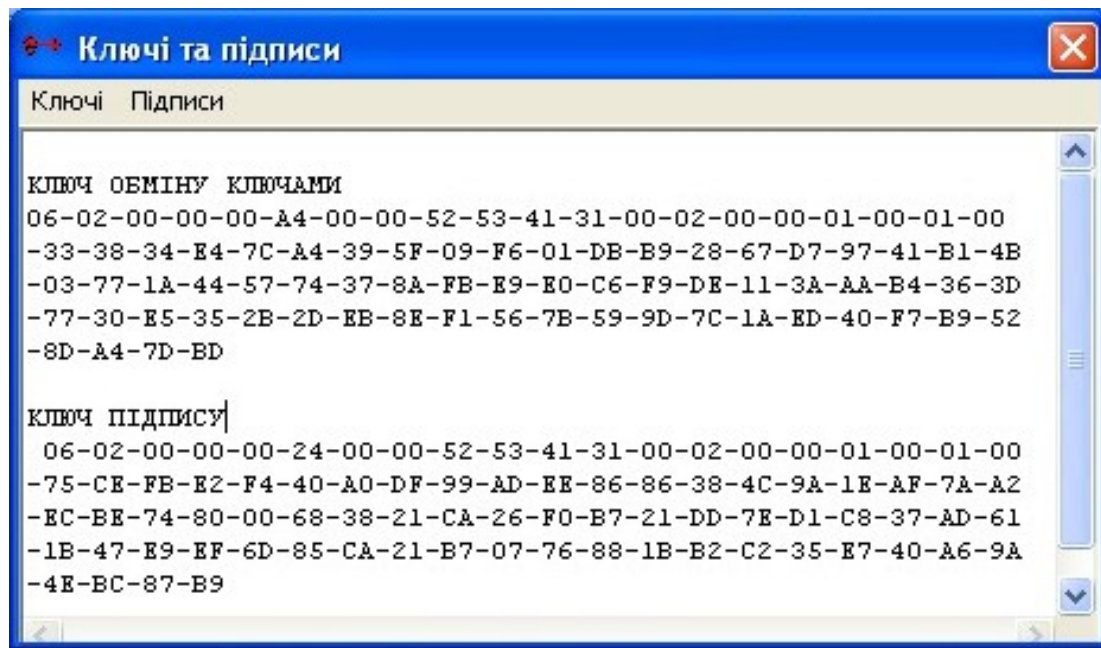 Ключі та підписи
Ключі Підписи
КЛЮЧ ОБМІНУ КЛЮЧАМИ
06-02-00-00-00-A4-00-00-52-53-41-31-00-02-00-00-01-00-01-00
-33-38-34-E4-7C-A4-39-5F-09-F6-01-DB-B9-28-67-D7-97-41-B1-4B
-03-77-1A-44-57-74-37-8A-FB-E9-E0-C6-F9-DE-11-3A-AA-B4-36-3D
-77-30-E5-35-2B-2D-EB-8E-F1-56-7B-59-9D-7C-1A-ED-40-F7-B9-52
-8D-A4-7D-BD
КЛЮЧ ПІДПИСУ
06-02-00-00-00-24-00-00-52-53-41-31-00-02-00-00-01-00-01-00
-75-CE-FB-E2-F4-40-A0-DF-99-AD-EE-86-86-38-4C-9A-1E-AF-7A-A2
-EC-BE-74-80-00-68-38-21-CA-26-F0-B7-21-DD-7E-D1-C8-37-AD-61
-1B-47-E9-EF-6D-85-CA-21-B7-07-76-88-1B-B2-C2-35-E7-40-A6-9A
-4E-BC-87-B9